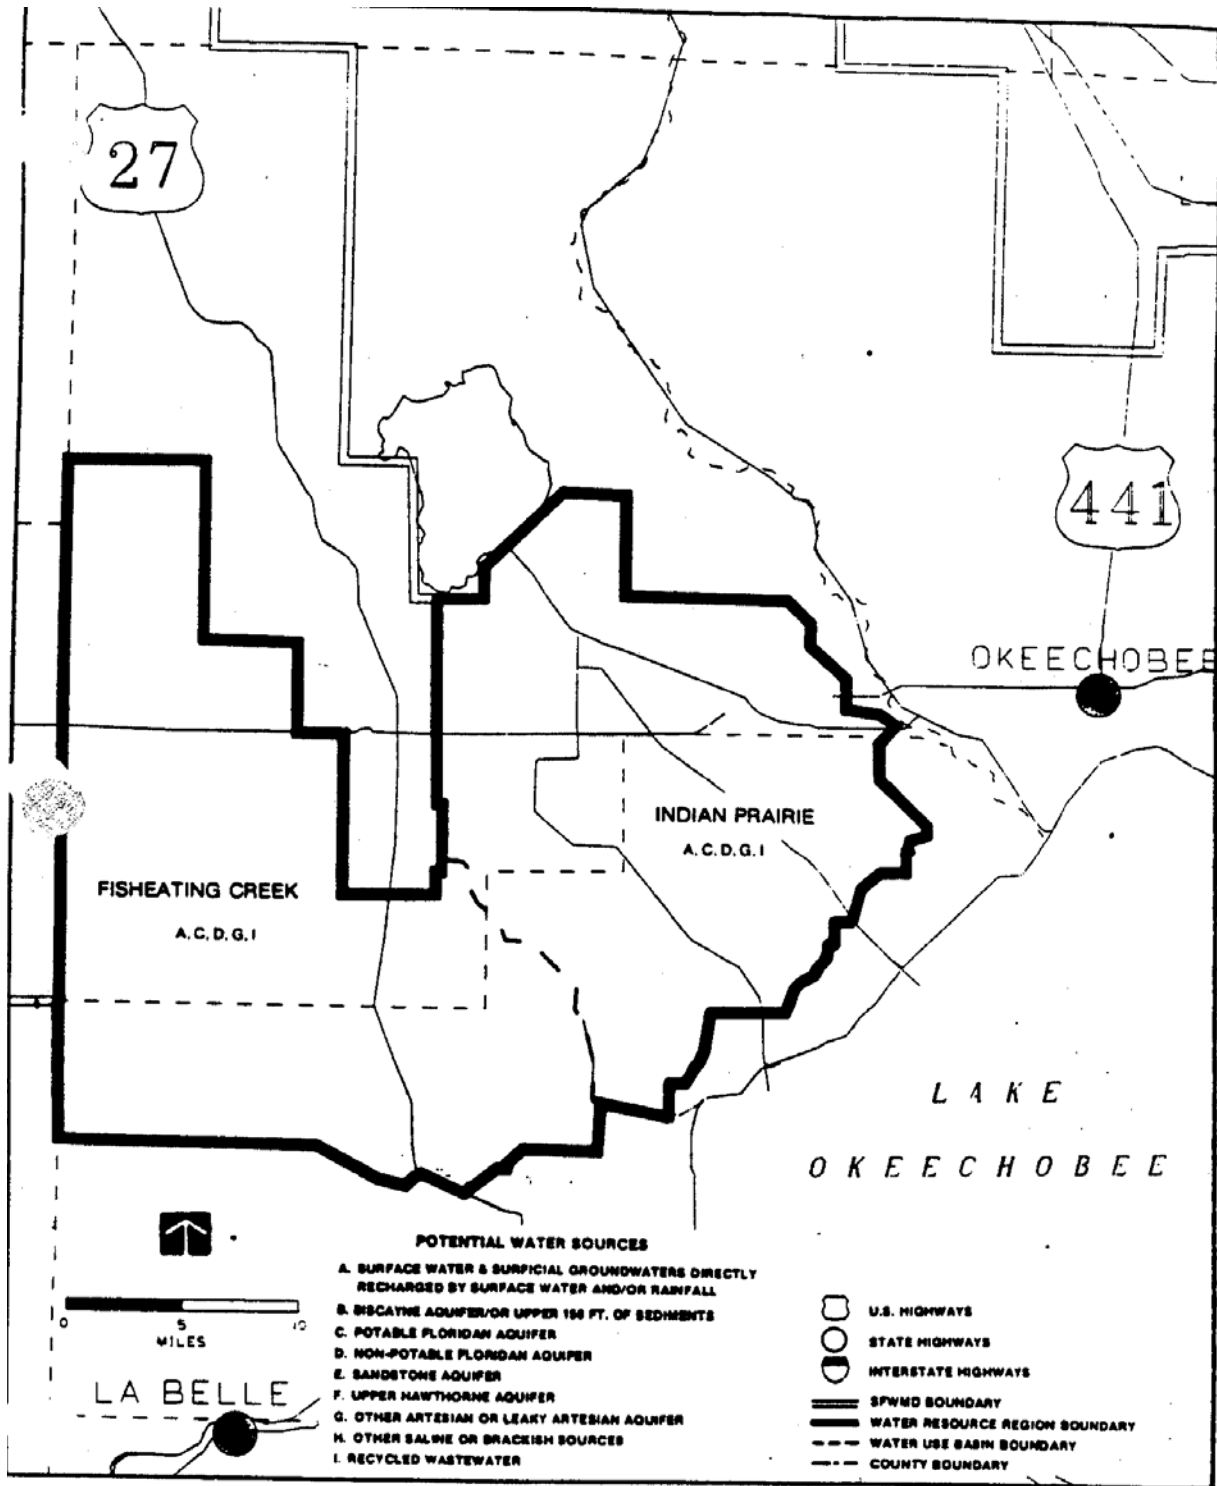 27
441
OKEECHOBEE
INDIAN PRAIRIE
A, C, D, G, I
FISHEATING CREEK
A, C, D, G, I
LAKE
OKEECHOBEE
POTENTIAL WATER SOURCES
A. SURFACE WATER & SURFICIAL GROUNDWATERS DIRECTLY
RECHARGED BY SURFACE WATER AND/OR RAINFALL
B. BISCAYNE AQUIFER/OR UPPER 150 FT. OF SEDIMENTS
C. POTABLE FLORIDAN AQUIFER
D. NON-POTABLE FLORIDAN AQUIFER
E. SANDSTONE AQUIFER
F. UPPER HAWTHORNE AQUIFER
G. OTHER ARTESIAN OR LEAKY ARTESIAN AQUIFER
H. OTHER SALINE OR BRACKISH SOURCES
I. RECYCLED WASTEWATER
0 5 10
MILES
LA BELLE
U.S. HIGHWAYS
STATE HIGHWAYS
INTERSTATE HIGHWAYS
SFWMD BOUNDARY
WATER RESOURCE REGION BOUNDARY
WATER USE BASIN BOUNDARY
COUNTY BOUNDARY